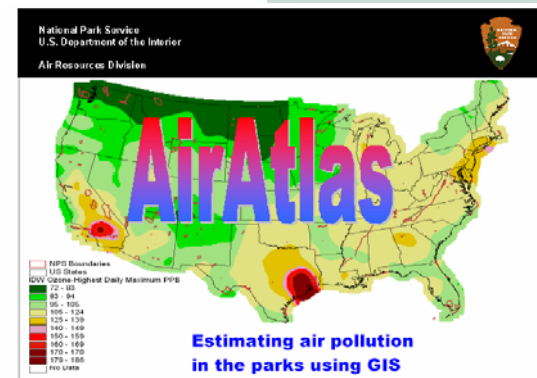 National Park Service
U.S. Department of the Interior
Air Resources Division
AirAtlas
NPS Boundaries
US States
IDW Ozone-Highest Daily Maximum PPB
72 - 83
83 - 94
95 - 105
105 - 124
125 - 139
140 - 149
150 - 159
160 - 169
170 - 178
179 - 186
No Data
Estimating air pollution
in the parks using GIS